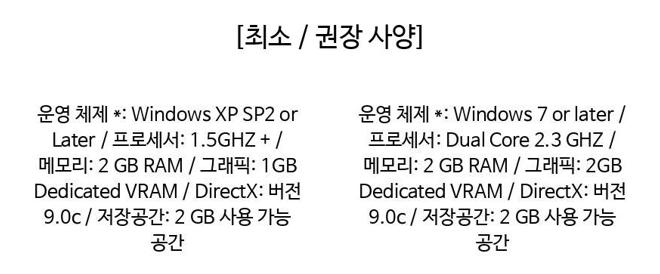 [최소 / 권장 사양]
운영 체제 *: Windows XP SP2 or
Later / 프로세서: 1.5GHZ + /
메모리: 2 GB RAM / 그래픽: 1GB
Dedicated VRAM / DirectX: 버전
9.0c / 저장공간: 2 GB 사용 가능
공간
운영 체제 *: Windows 7 or later /
프로세서: Dual Core 2.3 GHZ /
메모리: 2 GB RAM / 그래픽: 2GB
Dedicated VRAM / DirectX: 버전
9.0c / 저장공간: 2 GB 사용 가능
공간